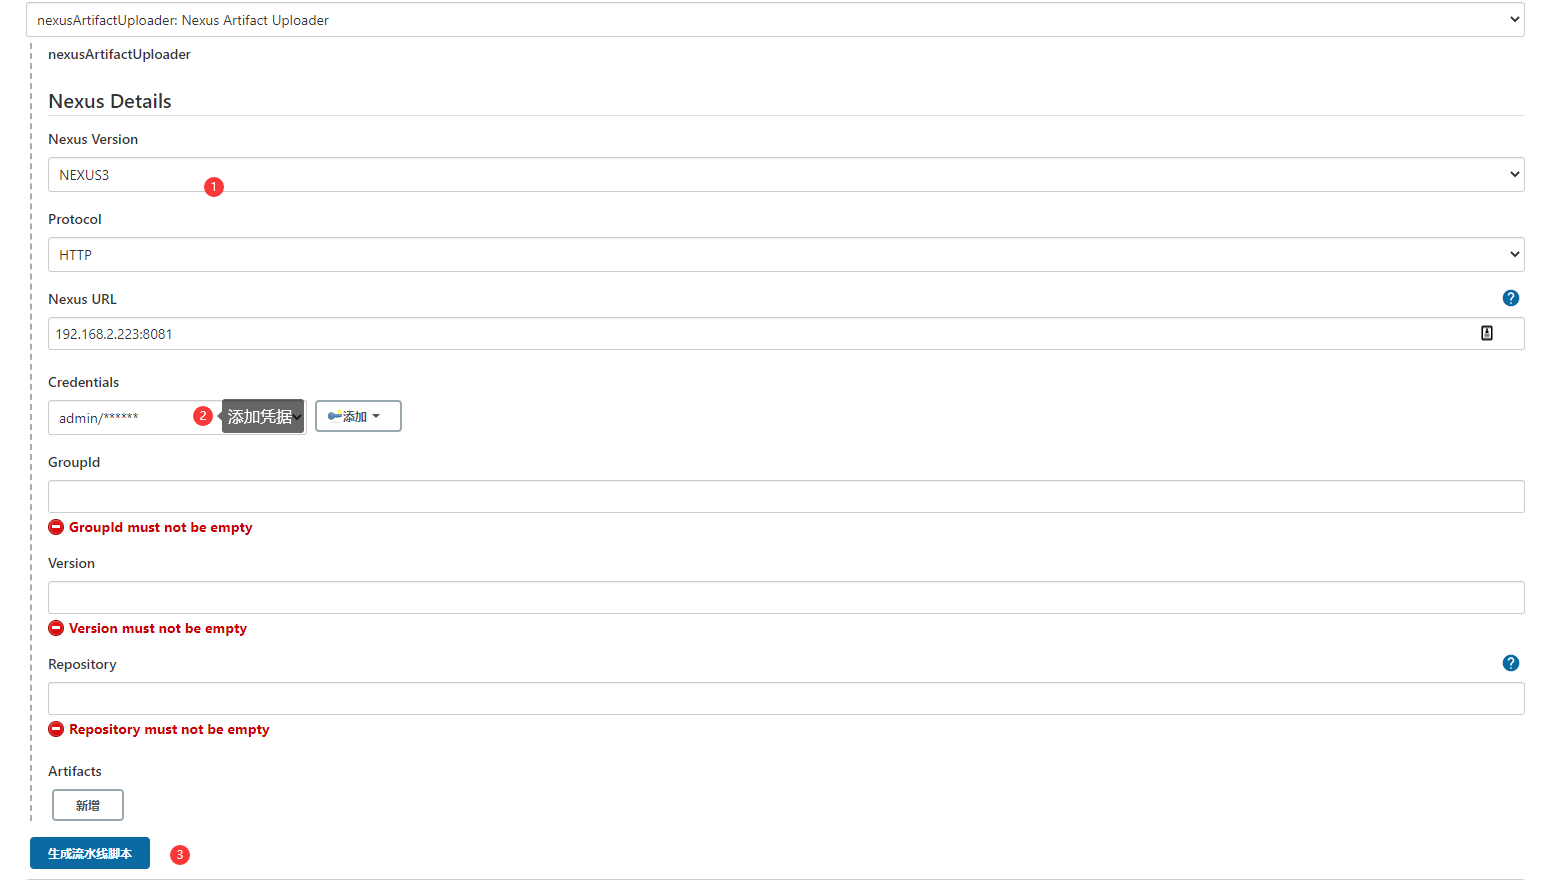 nexusArtifactUploader: Nexus Artifact Uploader
nexusArtifactUploader
Nexus Details
Nexus Version
NEXUS3
1
Protocol
HTTP
Nexus URL
?
192.168.2.223:8081
Credentials
admin/****** 2 添加凭据 添加
GroupId
GroupId must not be empty
Version
Version must not be empty
Repository
?
Repository must not be empty
Artifacts
新增
生成流水线脚本 3